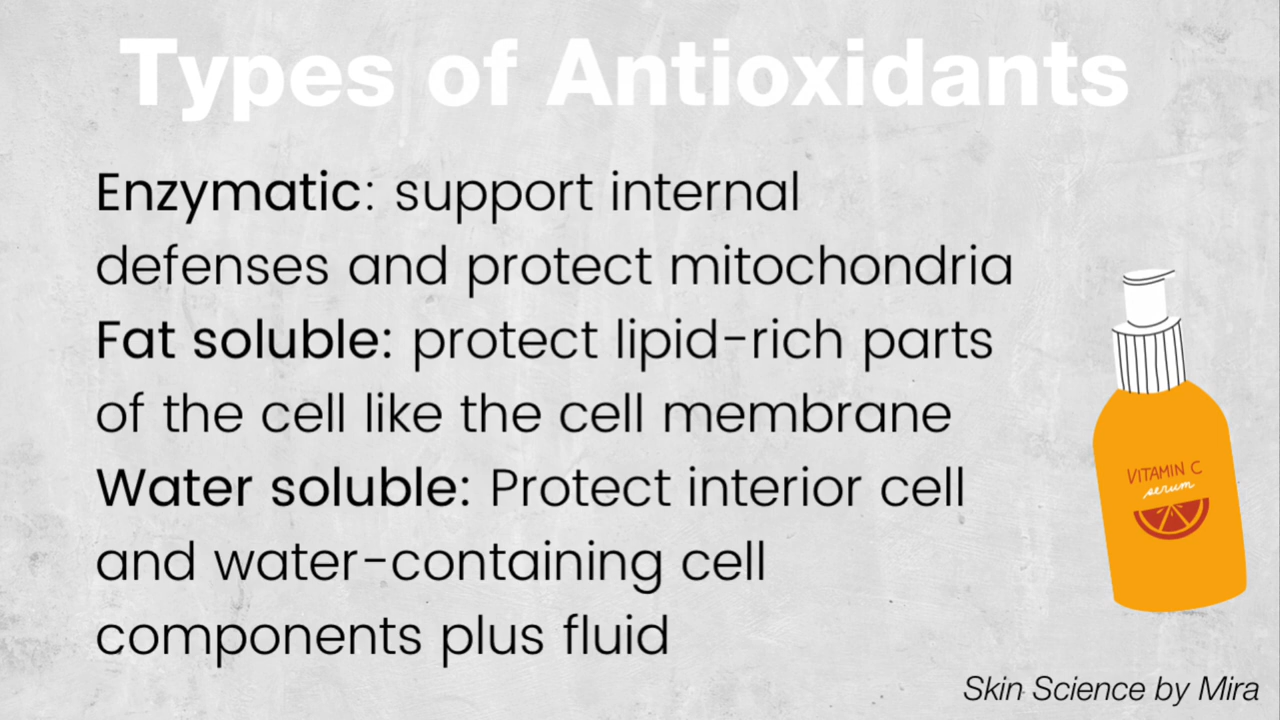 Types of Antioxidants
Enzymatic: support internal
defenses and protect mitochondria
Fat soluble: protect lipid-rich parts
of the cell like the cell membrane
Water soluble: Protect interior cell
and water-containing cell
components plus fluid
VITAMIN C
serum
Skin Science by Mira